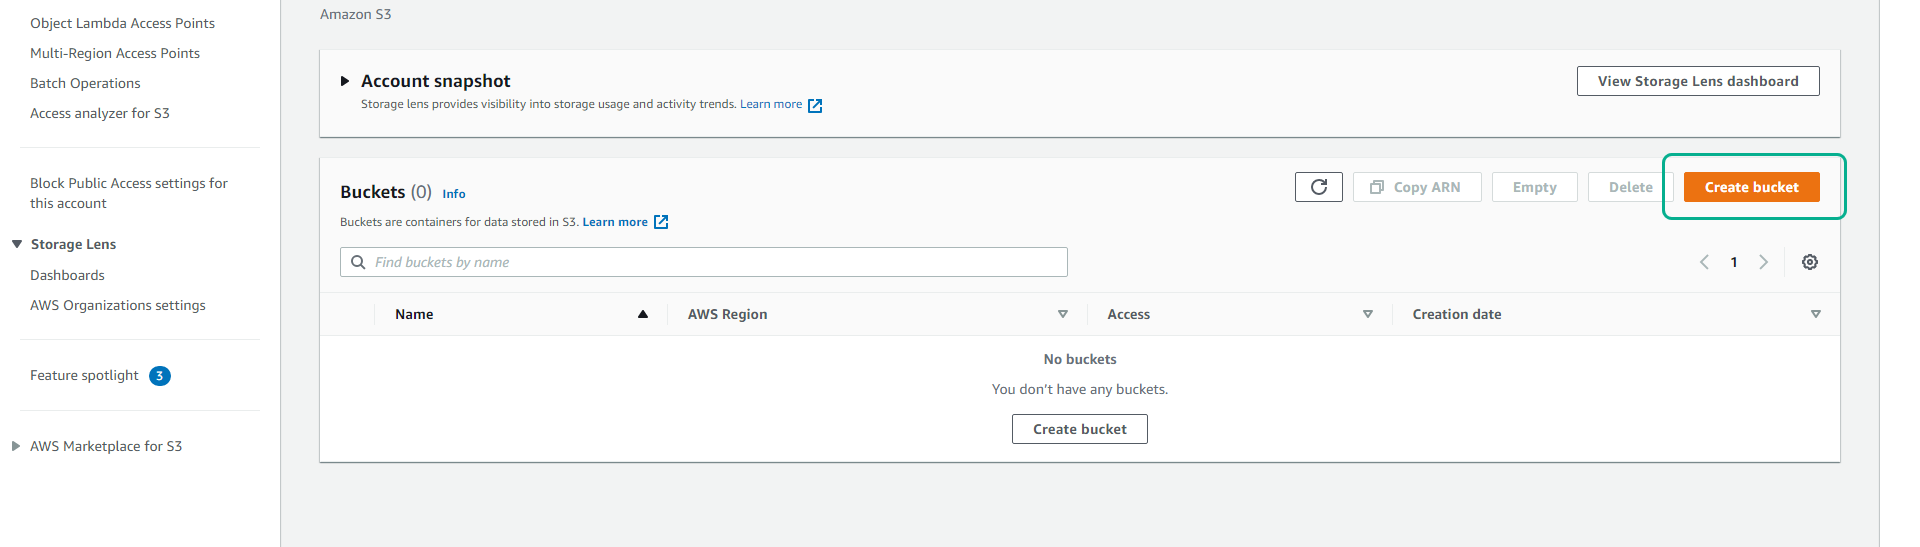 Object Lambda Access Points
Multi-Region Access Points
Batch Operations
Access analyzer for S3
Block Public Access settings for
this account
Storage Lens
Dashboards
AWS Organizations settings
Feature spotlight 3
AWS Marketplace for S3
Amazon S3
Account snapshot
Storage lens provides visibility into storage usage and activity trends. Learn more
View Storage Lens dashboard
Buckets (0) Info
Buckets are containers for data stored in S3. Learn more
Copy ARN
Empty
Delete
Create bucket
Find buckets by name
1
Name
AWS Region
Access
Creation date
No buckets
You don't have any buckets.
Create bucket